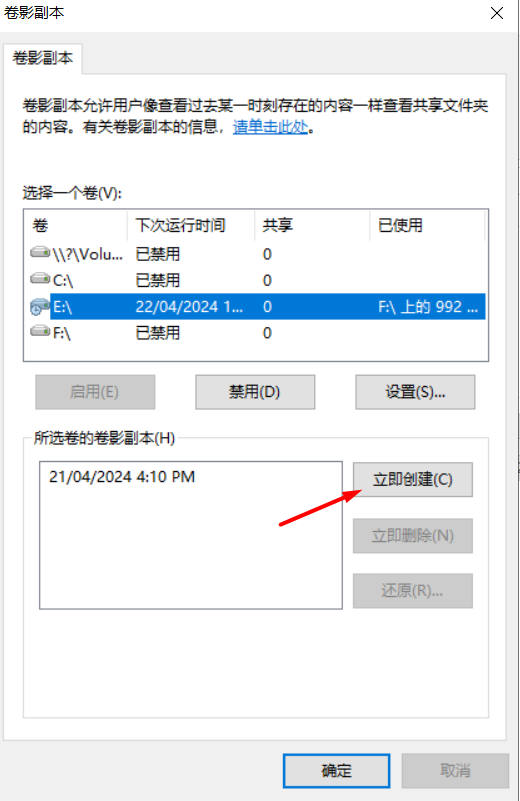 卷影副本
卷影副本
卷影副本允许用户像查看过去某一时刻存在的内容一样查看共享文件夹
的内容。有关卷影副本的信息，请单击此处。
选择一个卷(V):
卷 下次运行时间 共享 已使用
\\?\Volu... 已禁用 0
C:\ 已禁用 0
E:\ 22/04/2024 1... 0 F:\ 上的 992 ...
F:\ 已禁用 0
启用(E) 禁用(D) 设置(S)...
所选卷的卷影副本(H)
21/04/2024 4:10 PM
立即创建(C)
立即删除(N)
还原(R)...
确定 取消